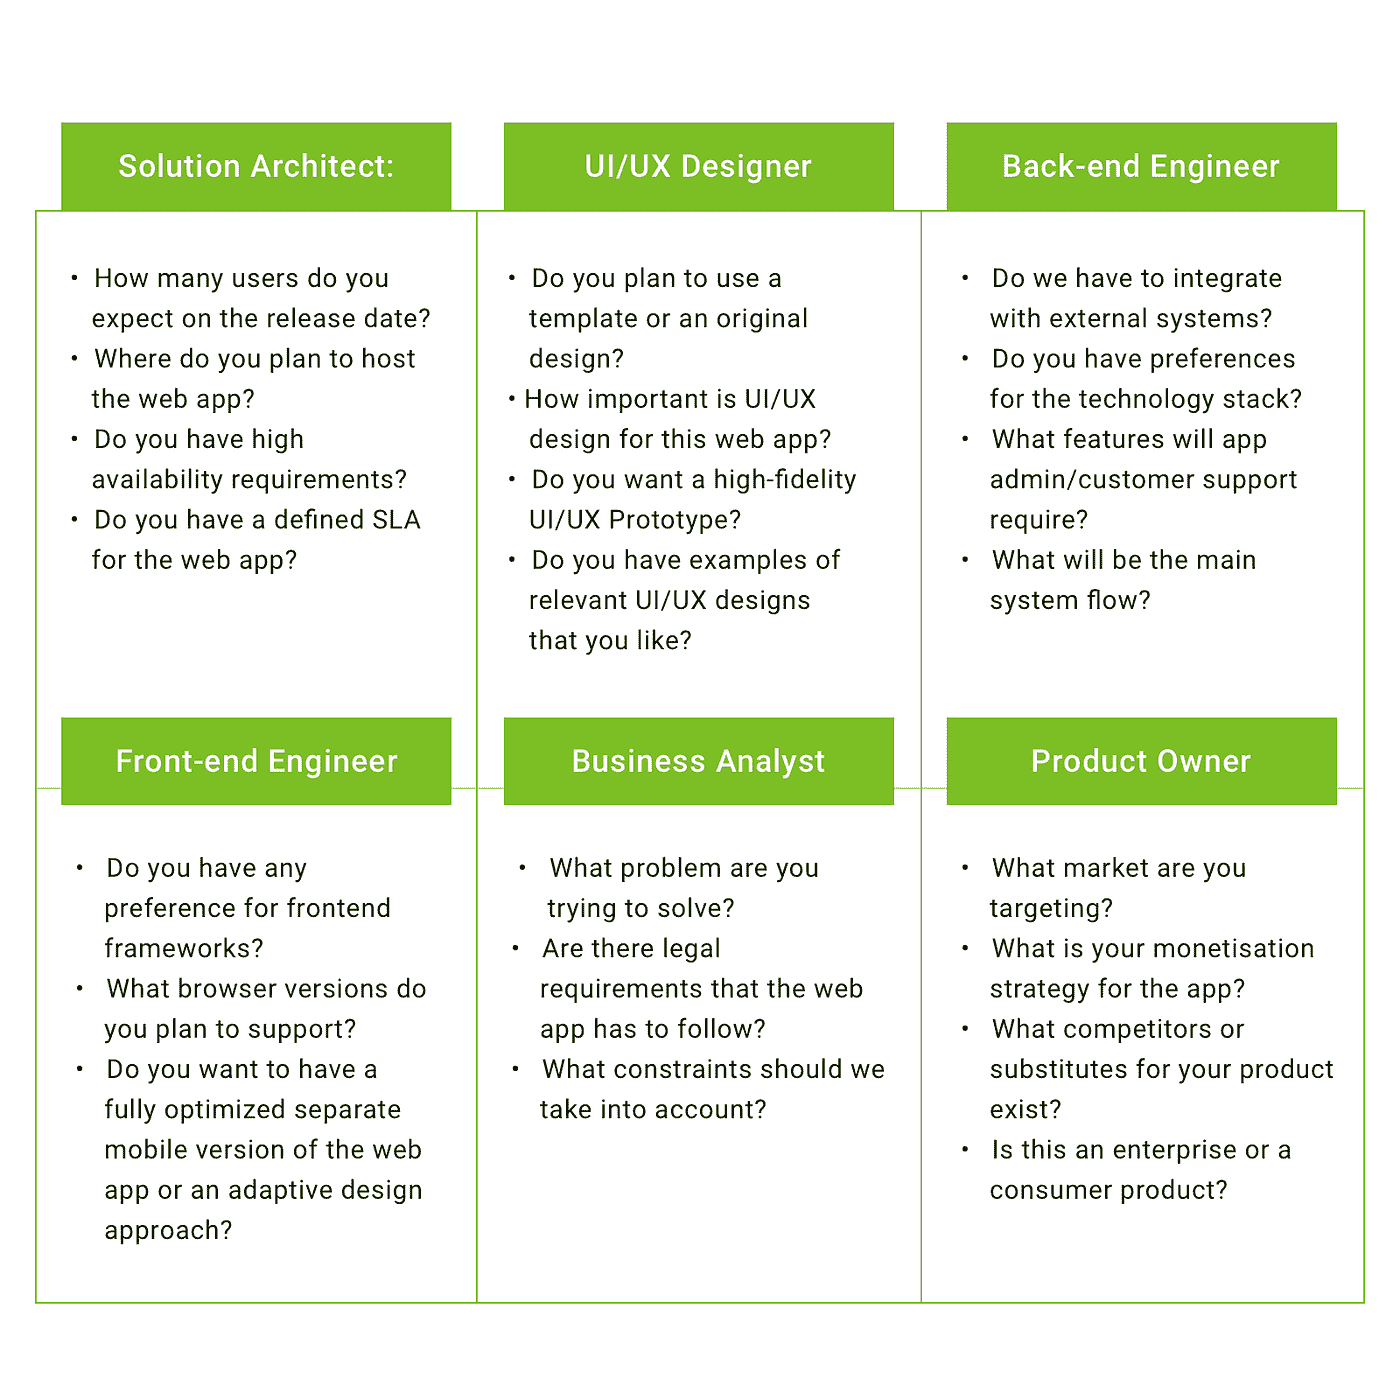 Solution Architect:
• How many users do you
expect on the release date?
• Where do you plan to host
the web app?
• Do you have high
availability requirements?
• Do you have a defined SLA
for the web app?
UI/UX Designer
• Do you plan to use a
template or an original
design?
• How important is UI/UX
design for this web app?
• Do you want a high-fidelity
UI/UX Prototype?
• Do you have examples of
relevant UI/UX designs
that you like?
Back-end Engineer
• Do we have to integrate
with external systems?
• Do you have preferences
for the technology stack?
• What features will app
admin/customer support
require?
• What will be the main
system flow?
Front-end Engineer
• Do you have any
preference for frontend
frameworks?
• What browser versions do
you plan to support?
• Do you want to have a
fully optimized separate
mobile version of the web
app or an adaptive design
approach?
Business Analyst
• What problem are you
trying to solve?
• Are there legal
requirements that the web
app has to follow?
• What constraints should we
take into account?
Product Owner
• What market are you
targeting?
• What is your monetisation
strategy for the app?
• What competitors or
substitutes for your product
exist?
• Is this an enterprise or a
consumer product?